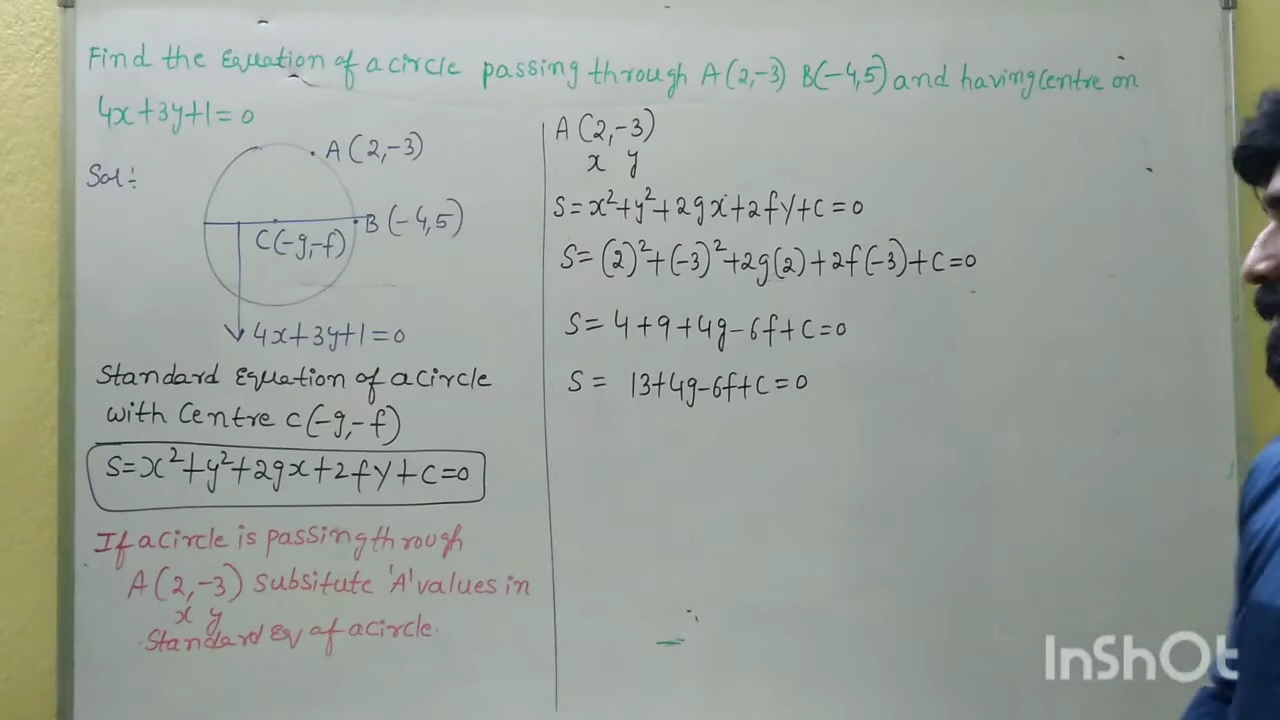 Find the Equation of a circle passing through A(2,-3) B(-4,5) and having Centre on
4x+3y+1=0
Sol:-
A(2,-3)
B(-4,5)
C(-g,-f)
4x+3y+1=0
Standard Equation of a Circle
with Centre C(-g,-f)
S=x²+y²+2gx+2fy+c=0
If a circle is passing through
A(2,-3) subsitute 'A' values in
x y
Standard Eq of a circle.
A(2,-3)
x y
S=x²+y²+2gx+2fy+c=0
S=(2)²+(-3)²+2g(2)+2f(-3)+c=0
S=4+9+4g-6f+c=0
S= 13+4g-6f+c=0
InShOt